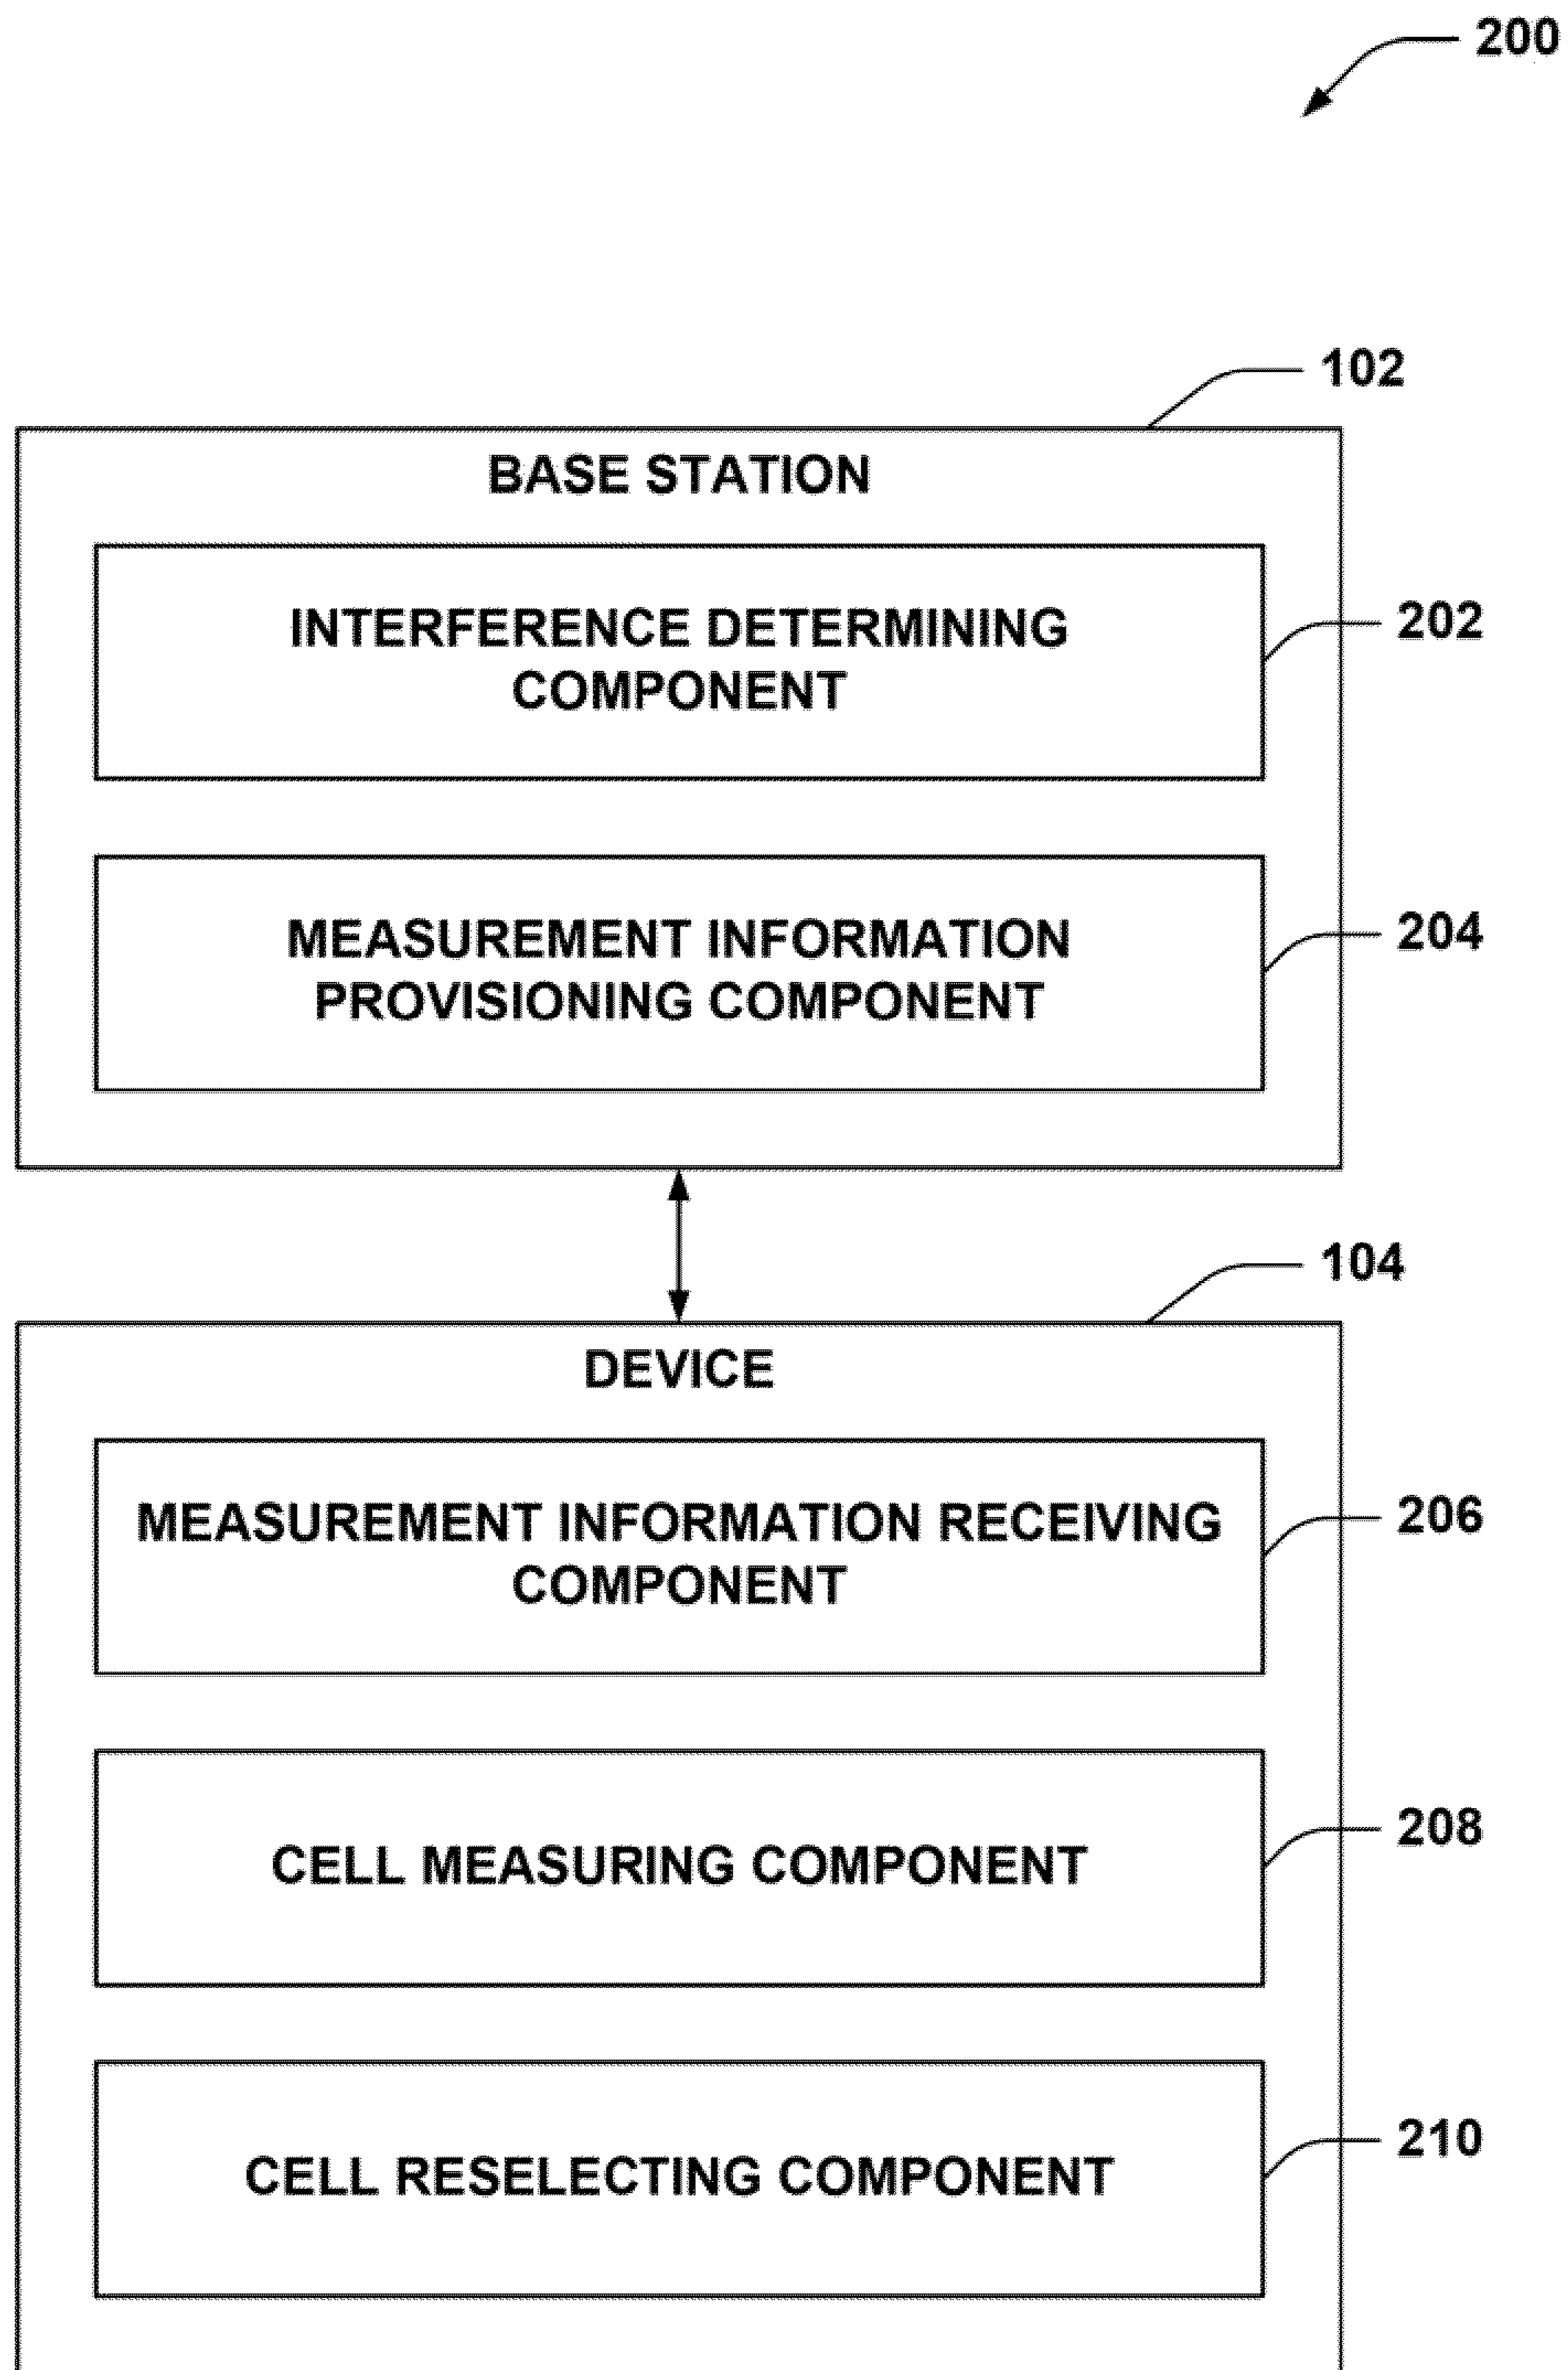 200
102
BASE STATION
INTERFERENCE DETERMINING
COMPONENT
202
MEASUREMENT INFORMATION
PROVISIONING COMPONENT
204
104
DEVICE
MEASUREMENT INFORMATION RECEIVING
COMPONENT
206
CELL MEASURING COMPONENT
208
CELL RESELECTING COMPONENT
210